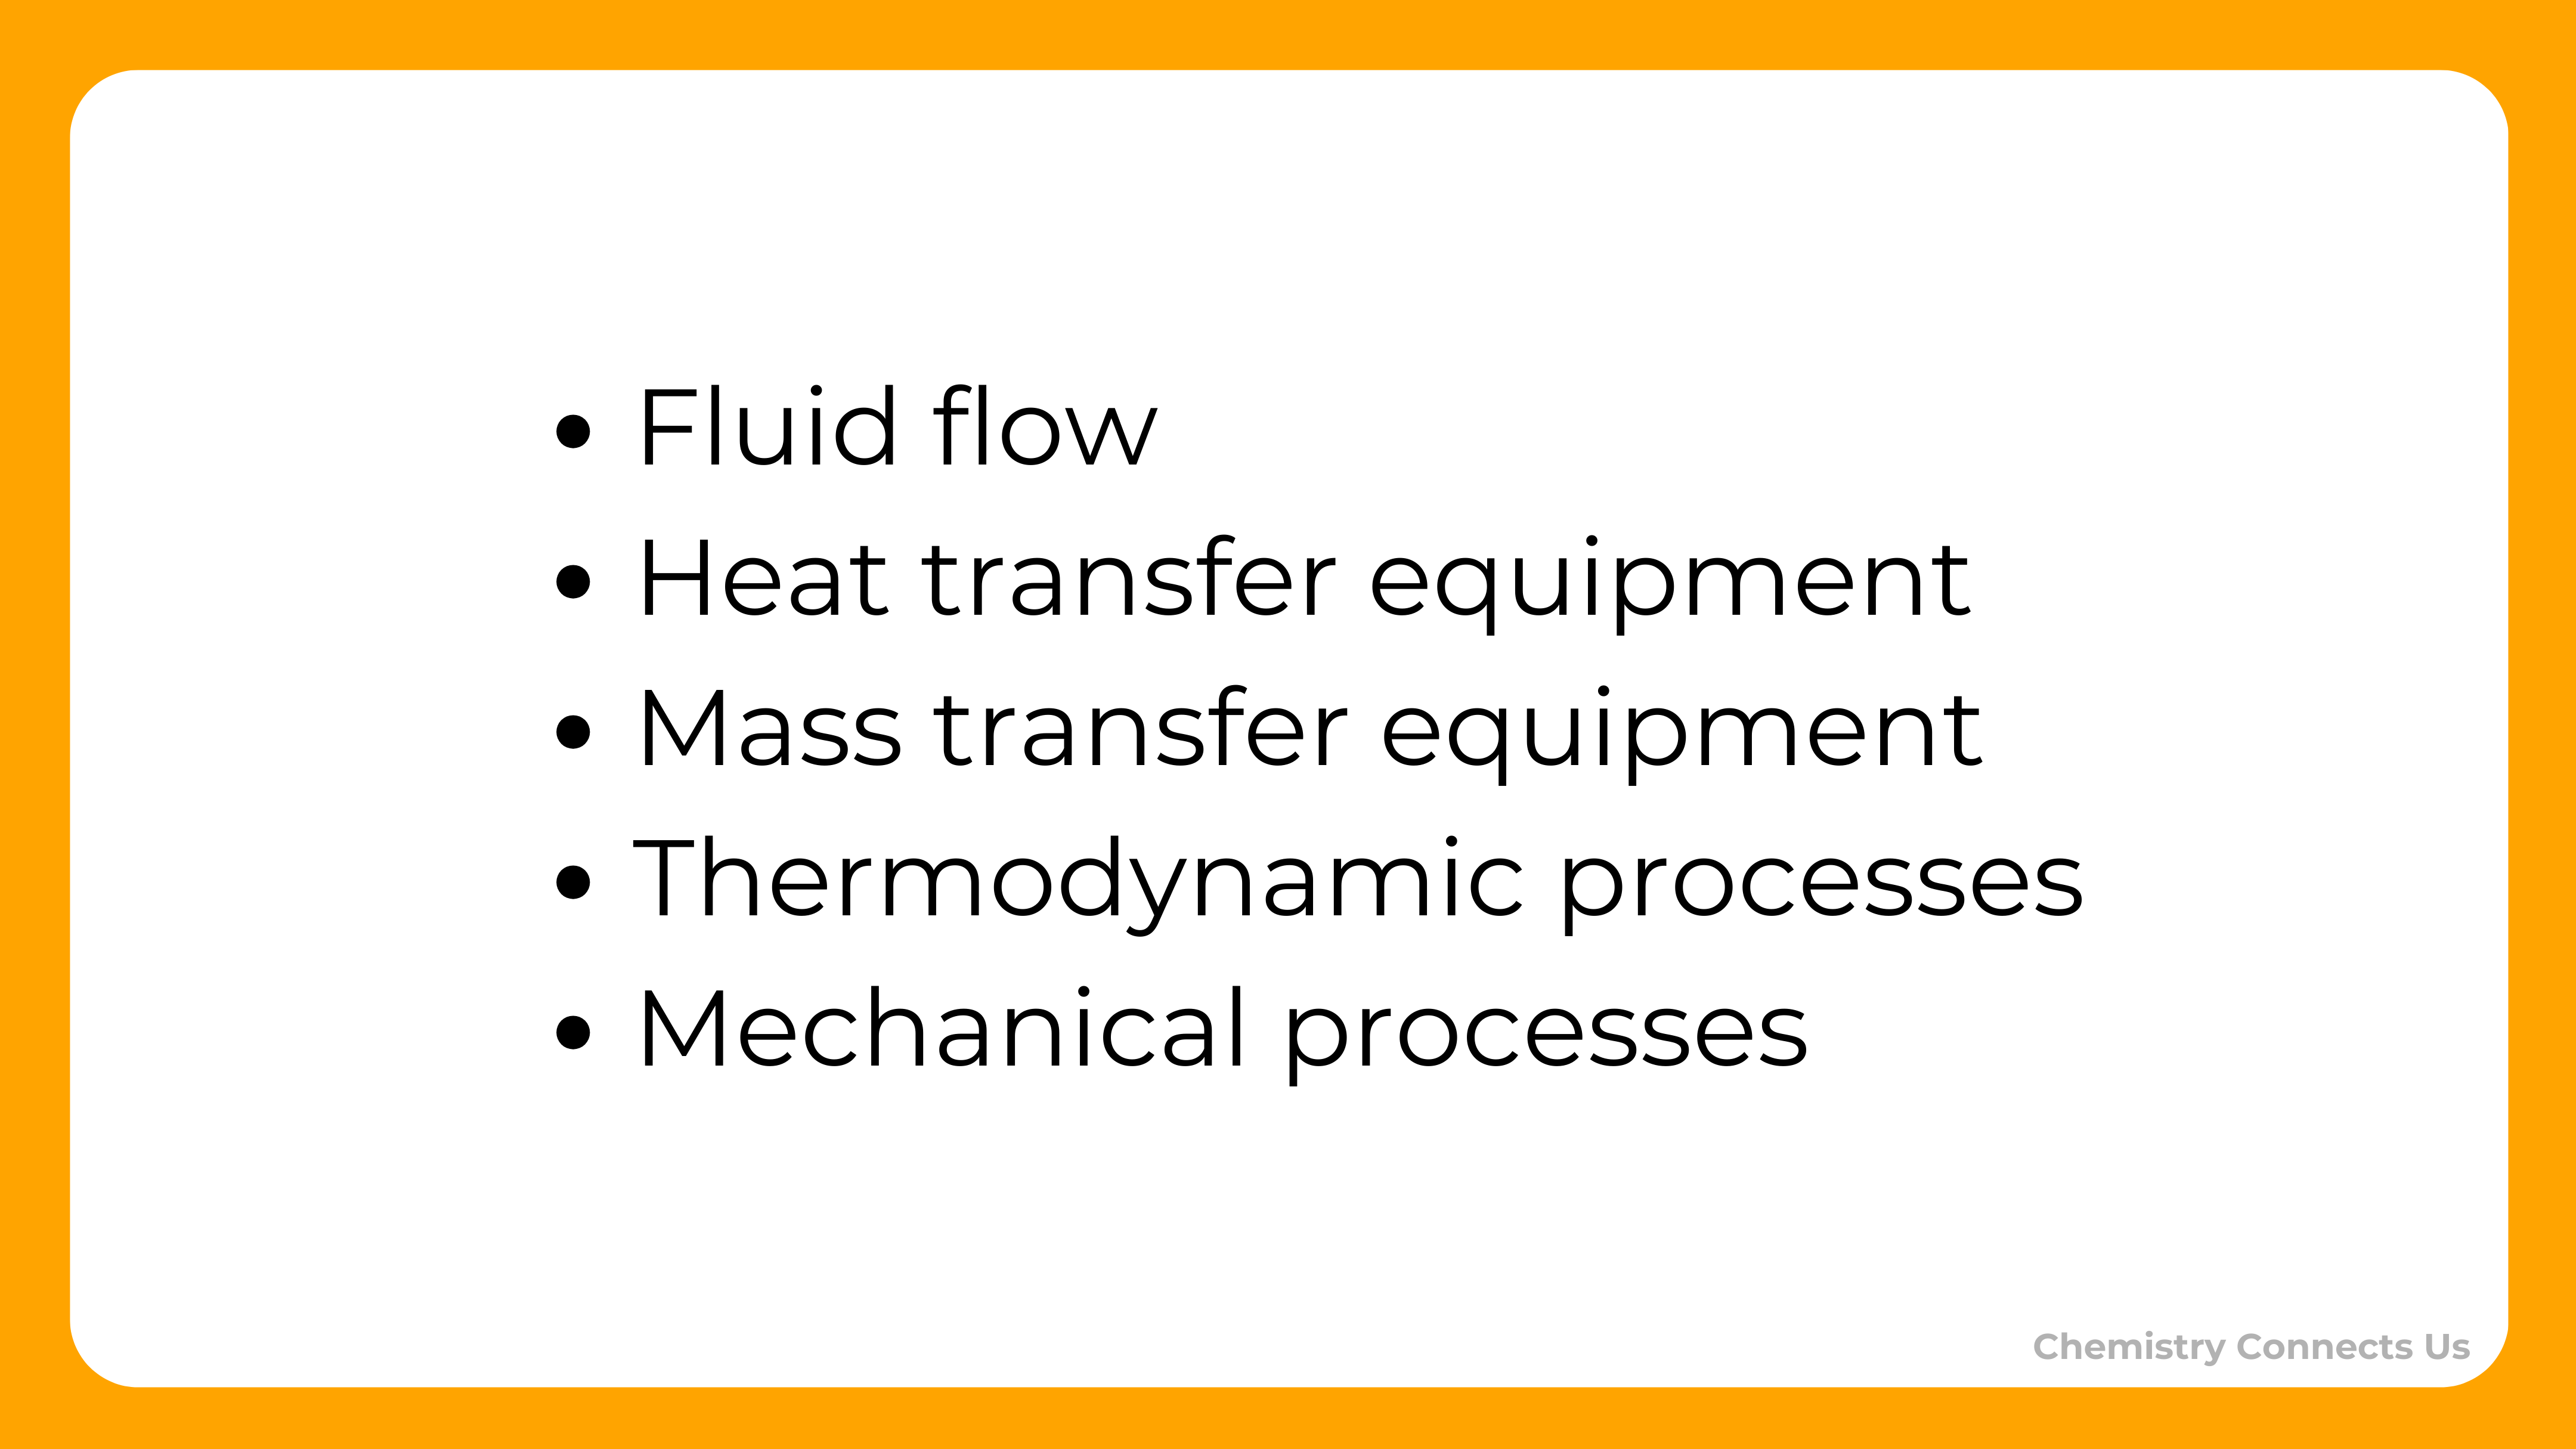 • Fluid flow
• Heat transfer equipment
• Mass transfer equipment
• Thermodynamic processes
• Mechanical processes
Chemistry Connects Us